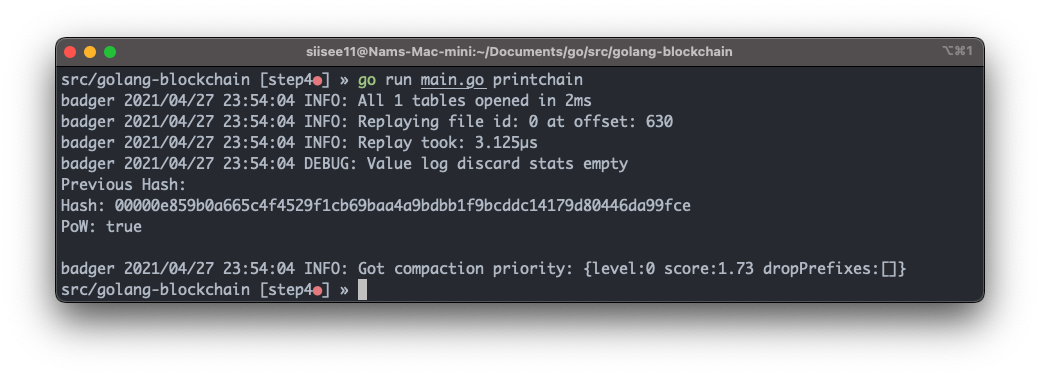 siisee11@Nams-Mac-mini:~/Documents/go/src/golang-blockchain
⌥⌘1
src/golang-blockchain [step4●] » go run main.go printchain
badger 2021/04/27 23:54:04 INFO: All 1 tables opened in 2ms
badger 2021/04/27 23:54:04 INFO: Replaying file id: 0 at offset: 630
badger 2021/04/27 23:54:04 INFO: Replay took: 3.125µs
badger 2021/04/27 23:54:04 DEBUG: Value log discard stats empty
Previous Hash:
Hash: 00000e859b0a665c4f4529f1cb69baa4a9bdbb1f9bcddc14179d80446da99fce
PoW: true
badger 2021/04/27 23:54:04 INFO: Got compaction priority: {level:0 score:1.73 dropPrefixes:[]}
src/golang-blockchain [step4●] »